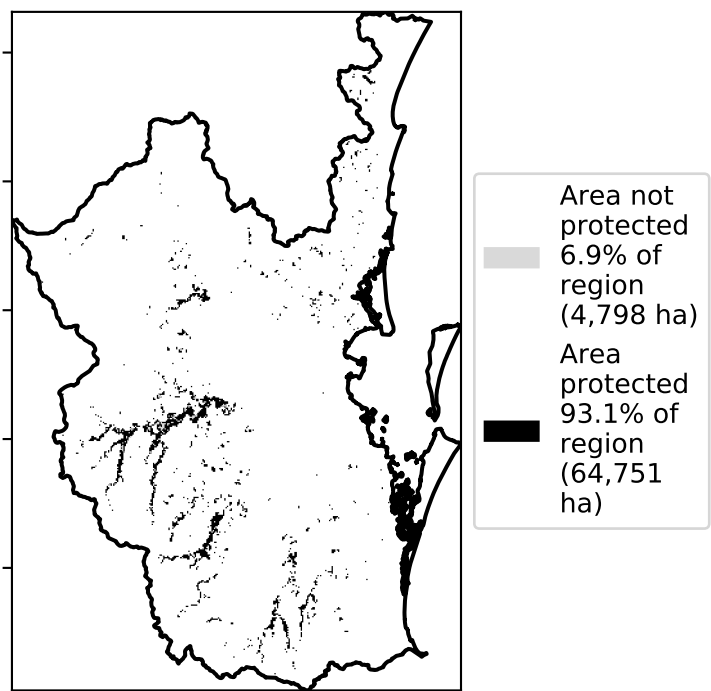 Area not
protected
6.9% of
region
(4,798 ha)
Area
protected
93.1% of
region
(64,751
ha)